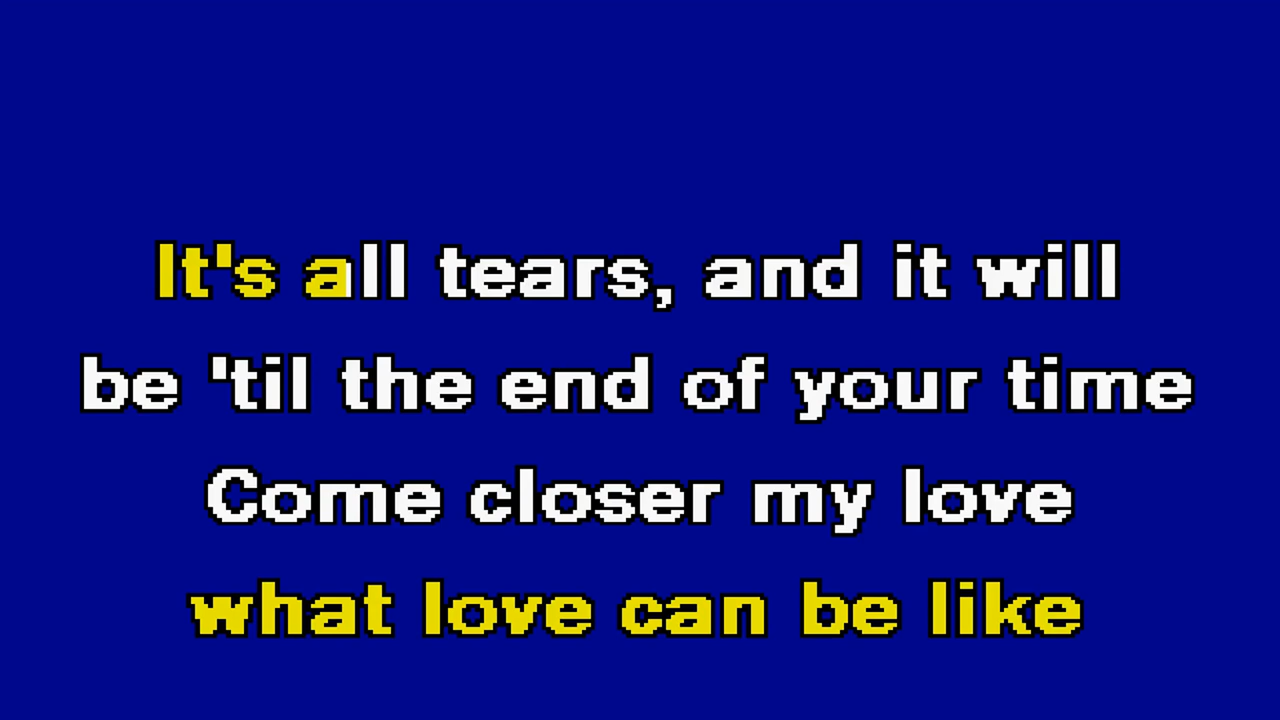 It's all tears, and it will
be 'til the end of your time
Come closer my love
what love can be like